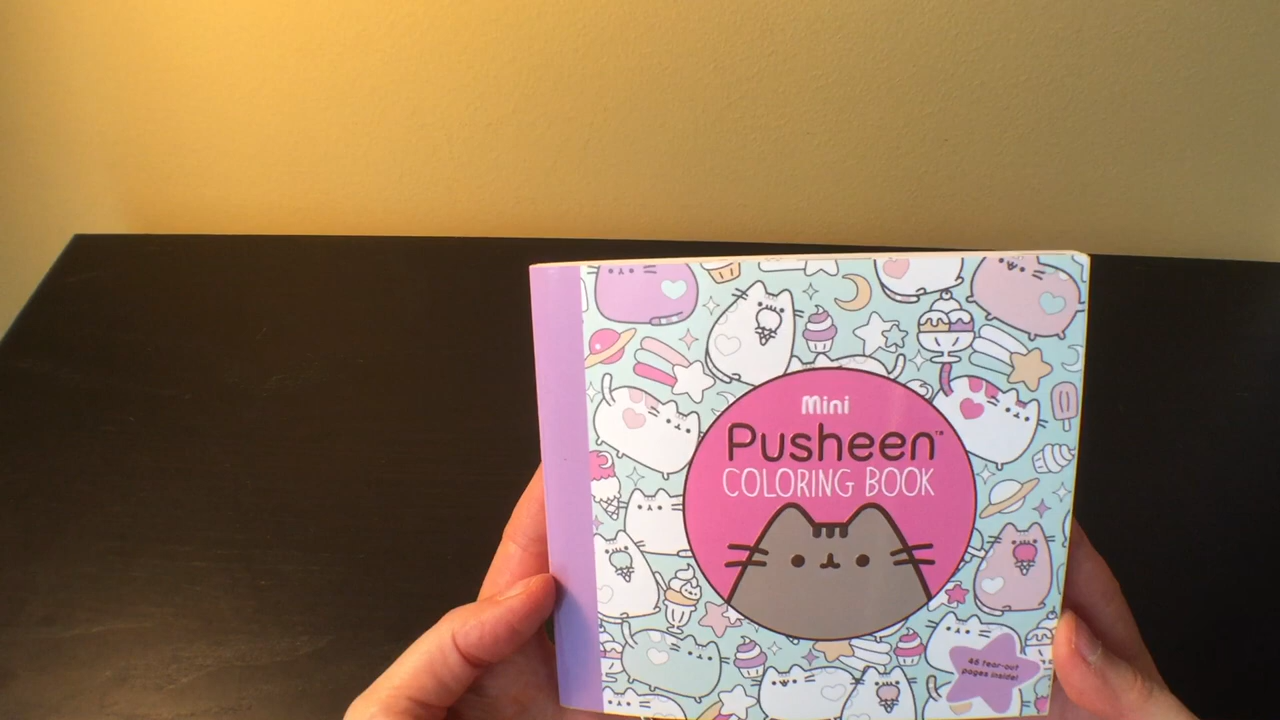 Mini
Pusheen™
COLORING BOOK
48 tear-out
pages inside!